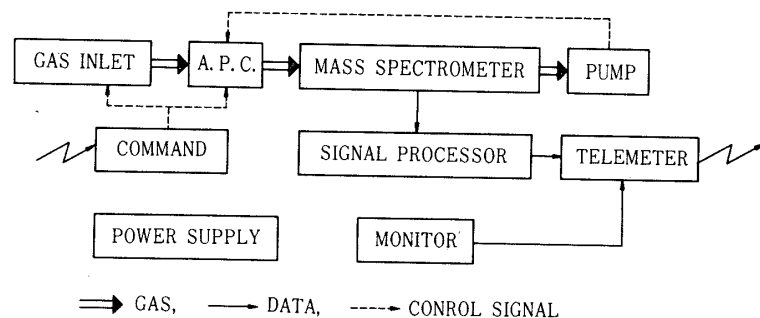 GAS INLET
A. P. C.
MASS SPECTROMETER
PUMP
COMMAND
SIGNAL PROCESSOR
TELEMETER
POWER SUPPLY
MONITOR
GAS, DATA, CONROL SIGNAL